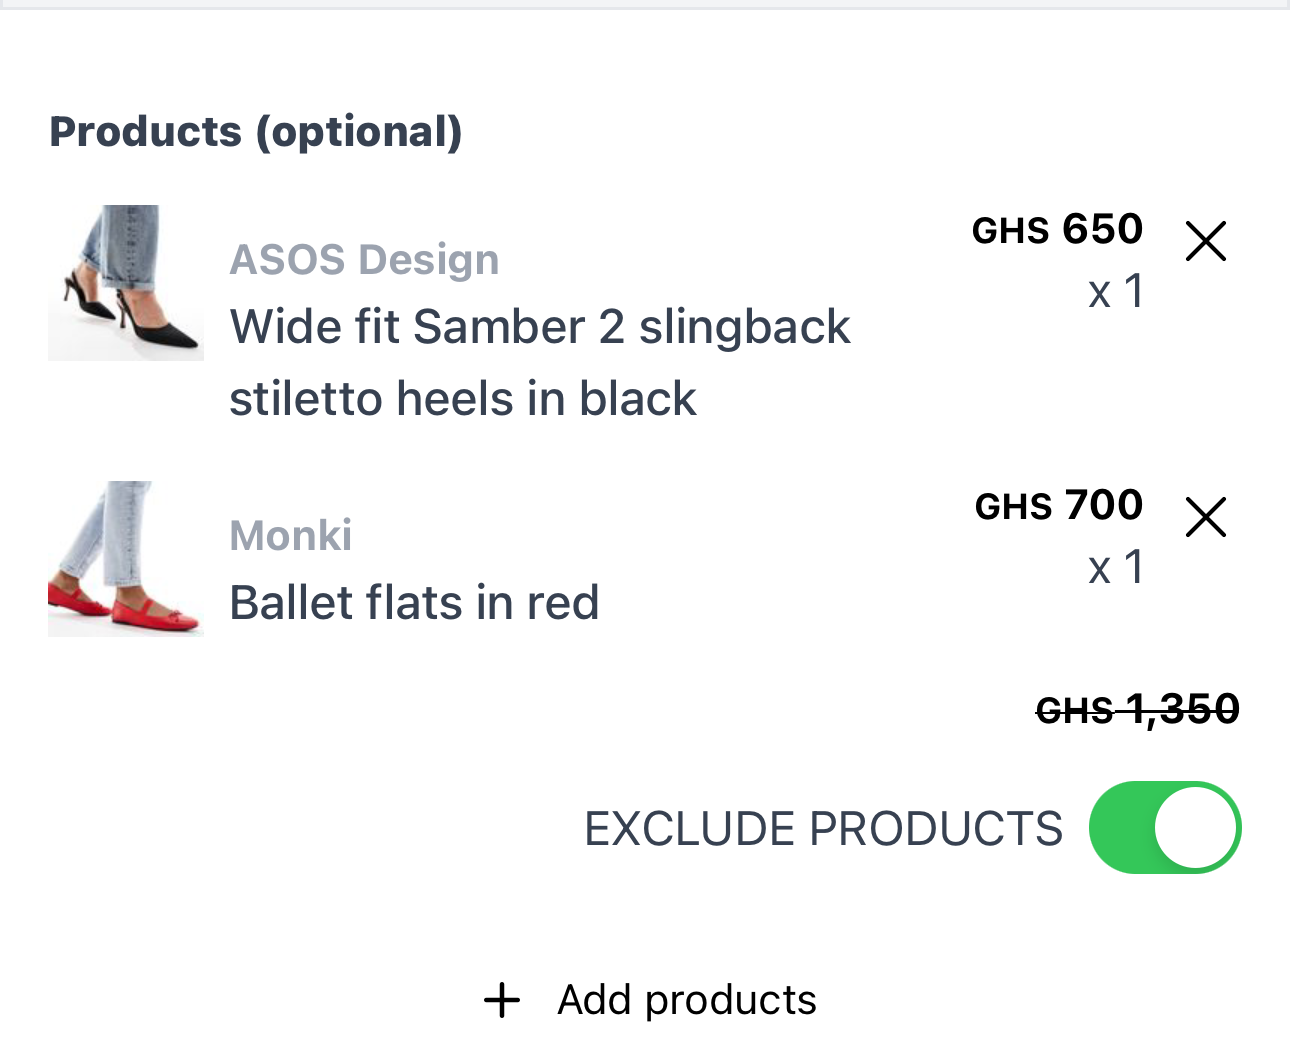 Products (optional)
ASOS Design
Wide fit Samber 2 slingback
stiletto heels in black
GHS 650
x 1
Monki
Ballet flats in red
GHS 700
x 1
GHS 1,350
EXCLUDE PRODUCTS
+ Add products